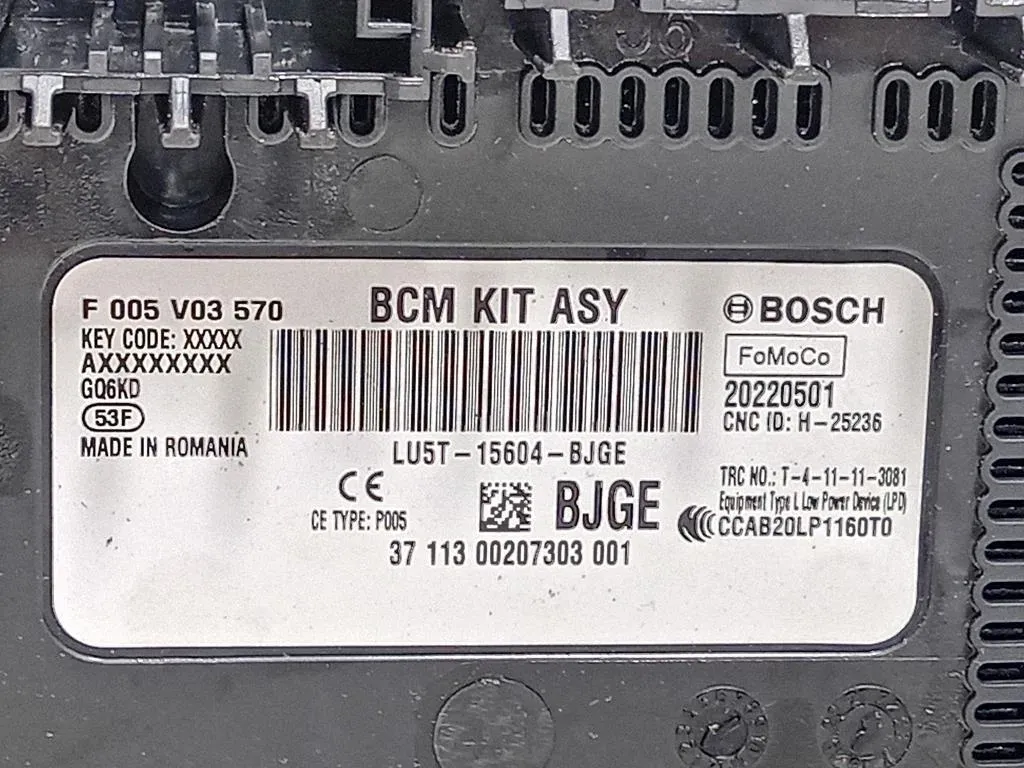 J6
F 005 V03 570
BCM KIT ASY
BOSCH
KEY CODE: XXXXX
AXXXXXXXX
GQ6KD
53F
MADE IN ROMANIA
LU5T-15604-BJGE
CE
CE TYPE: P005
BJGE
37 113 00207303 001
FoMoCo
20220501
CNC ID: H-25236
TRC NO.: T-4-11-11-3081
Equipment Type L Low Power Device (LPD)
CCAB20LP1160T0